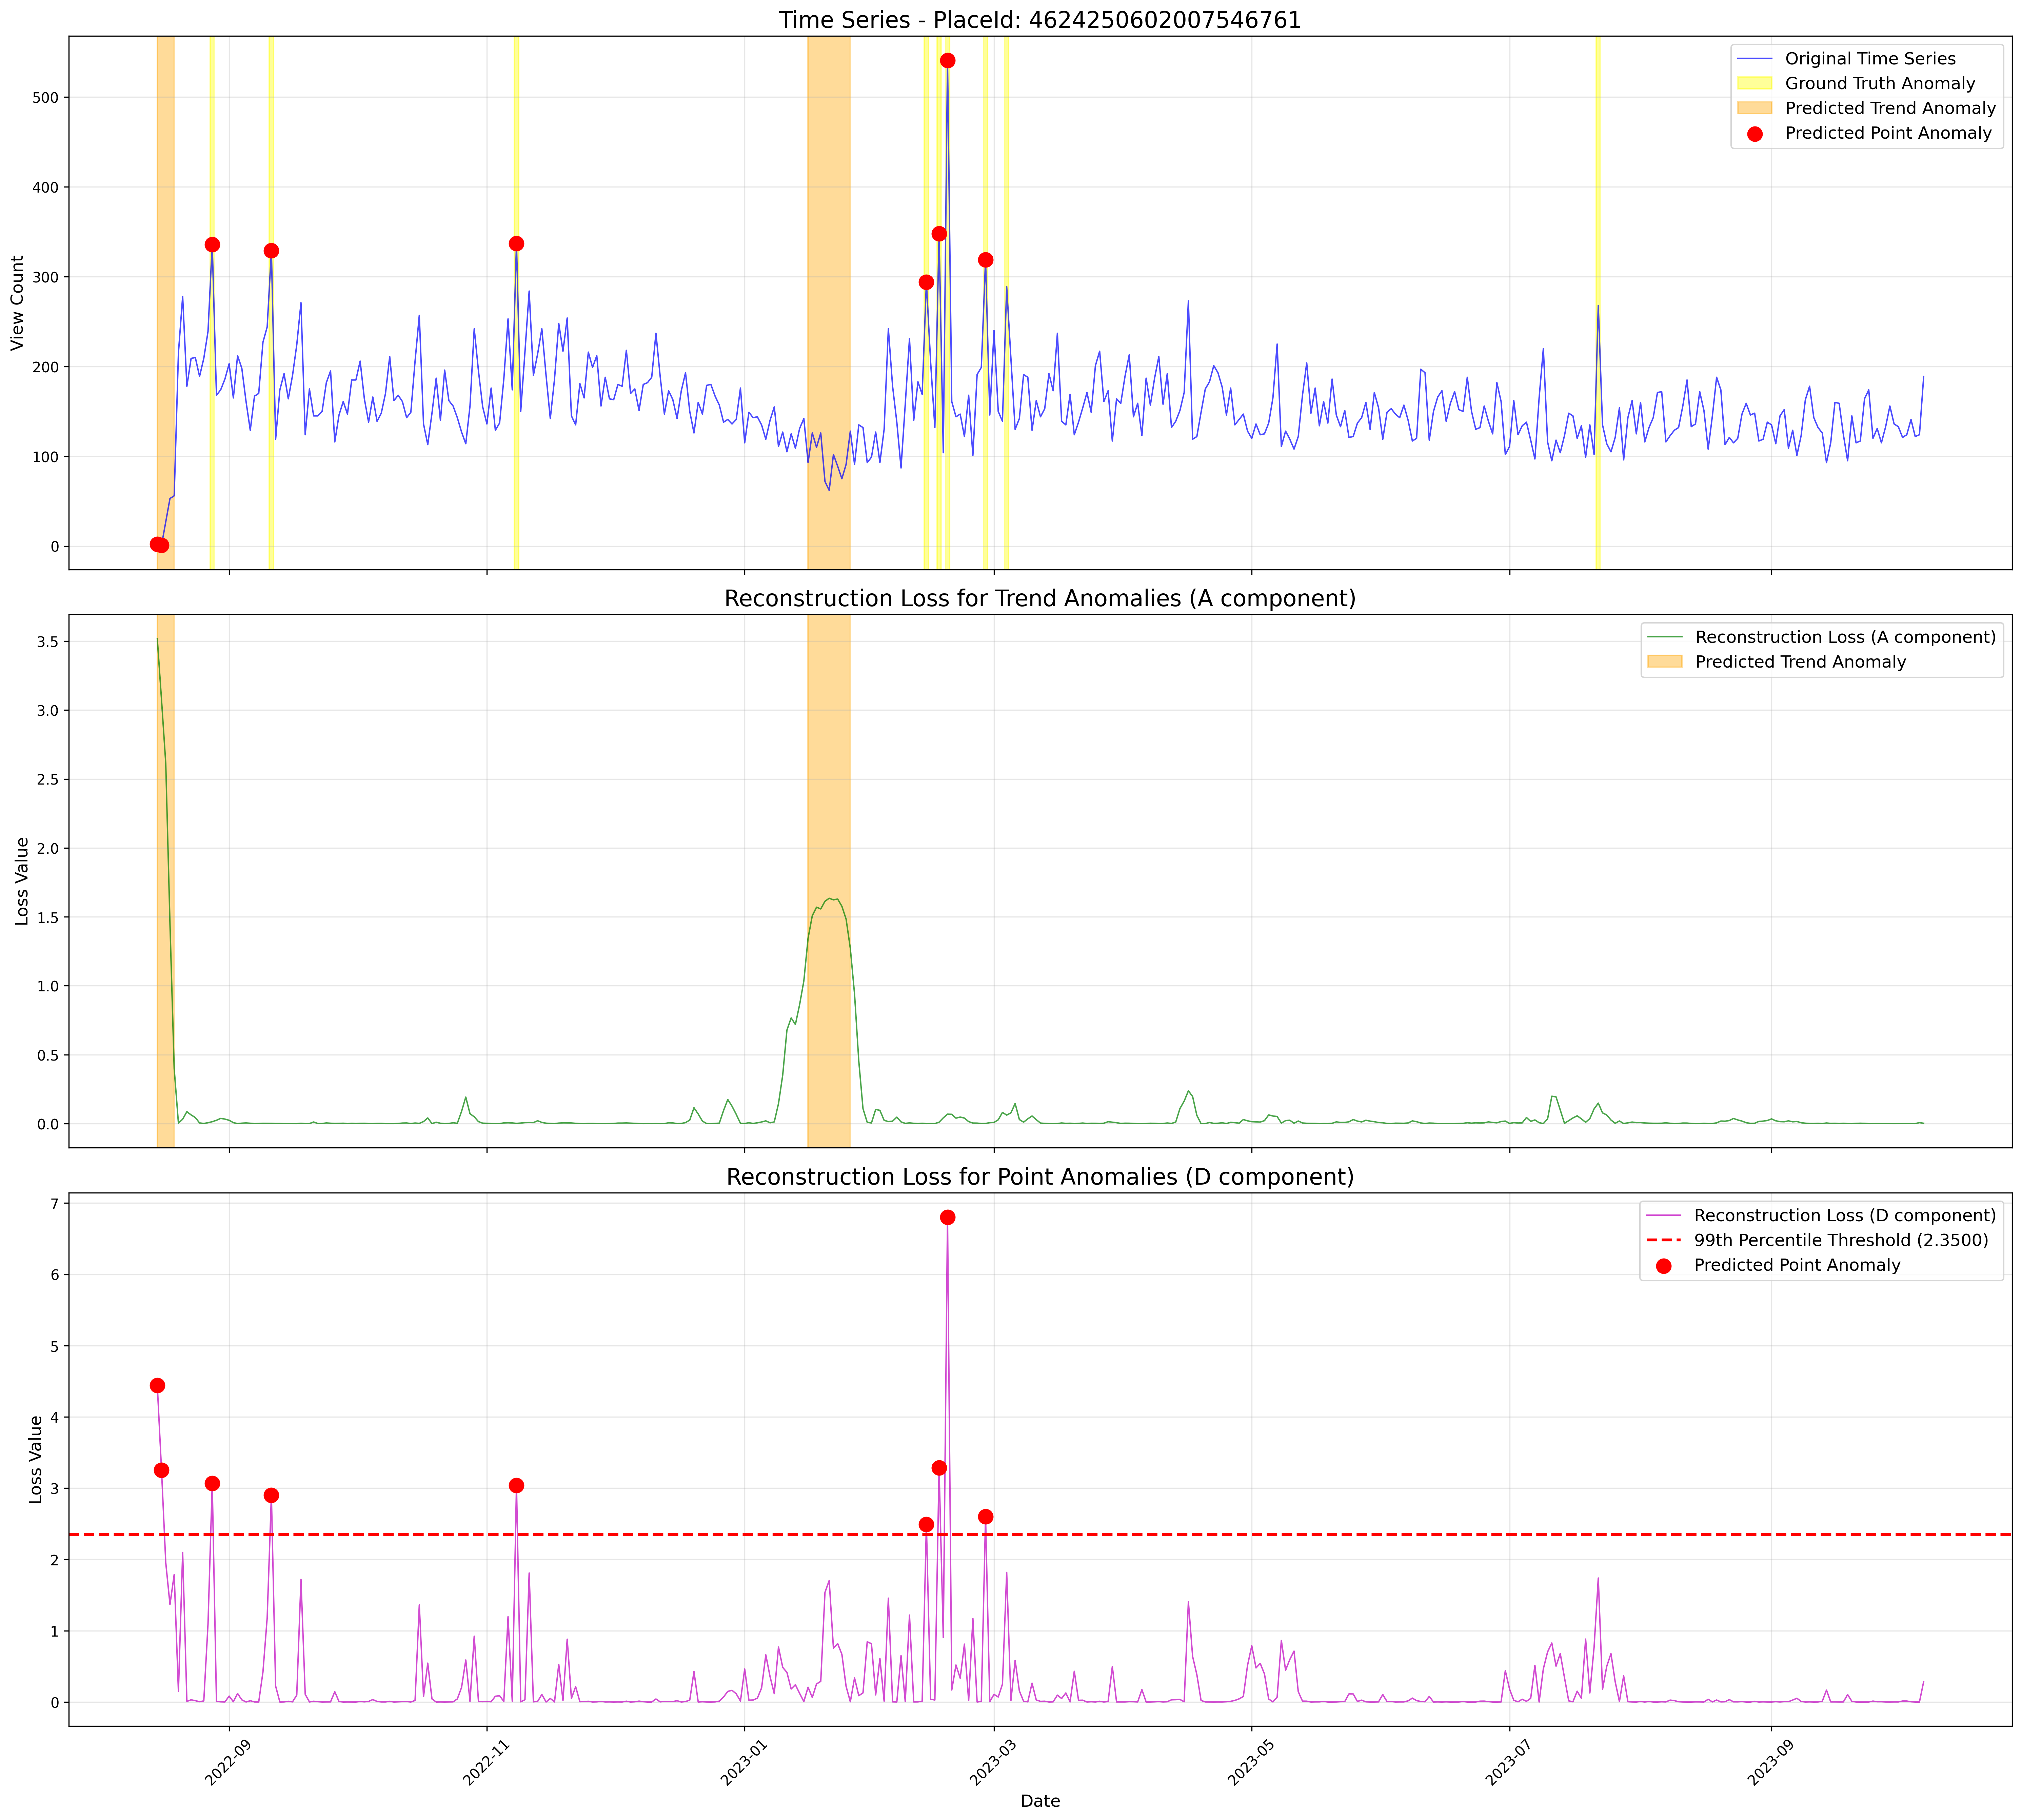 Time Series - PlaceId: 4624250602007546761
View Count
500
400
300
200
100
0
Original Time Series
Ground Truth Anomaly
Predicted Trend Anomaly
Predicted Point Anomaly
Reconstruction Loss for Trend Anomalies (A component)
Loss Value
3.5
3.0
2.5
2.0
1.5
1.0
0.5
0.0
Reconstruction Loss (A component)
Predicted Trend Anomaly
Reconstruction Loss for Point Anomalies (D component)
Loss Value
7
6
5
4
3
2
1
0
Reconstruction Loss (D component)
99th Percentile Threshold (2.3500)
Predicted Point Anomaly
2022-09
2022-11
2023-01
2023-03
2023-05
2023-07
2023-09
Date